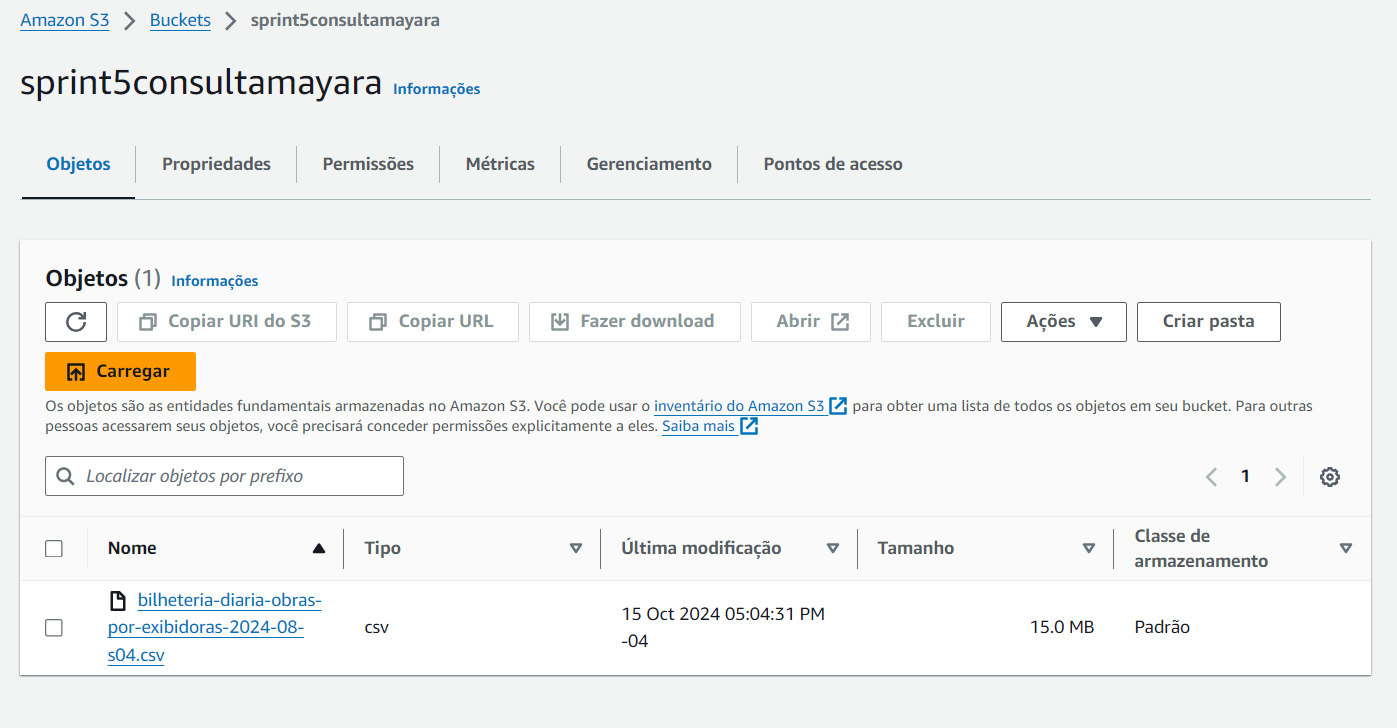 Amazon S3 > Buckets > sprint5consultamayara
sprint5consultamayara Informações
Objetos Propriedades Permissões Métricas Gerenciamento Pontos de acesso
Objetos (1) Informações
Copiar URI do S3 Copiar URL Fazer download Abrir Excluir Ações Criar pasta
Carregar
Os objetos são as entidades fundamentais armazenadas no Amazon S3. Você pode usar o inventário do Amazon S3 para obter uma lista de todos os objetos em seu bucket. Para outras
pessoas acessarem seus objetos, você precisará conceder permissões explicitamente a eles. Saiba mais
Localizar objetos por prefixo
1
Nome Tipo Última modificação Tamanho Classe de
armazenamento
bilheteria-diaria-obras-
por-exibidoras-2024-08-
s04.csv
csv
15 Oct 2024 05:04:31 PM
-04
15.0 MB
Padrão